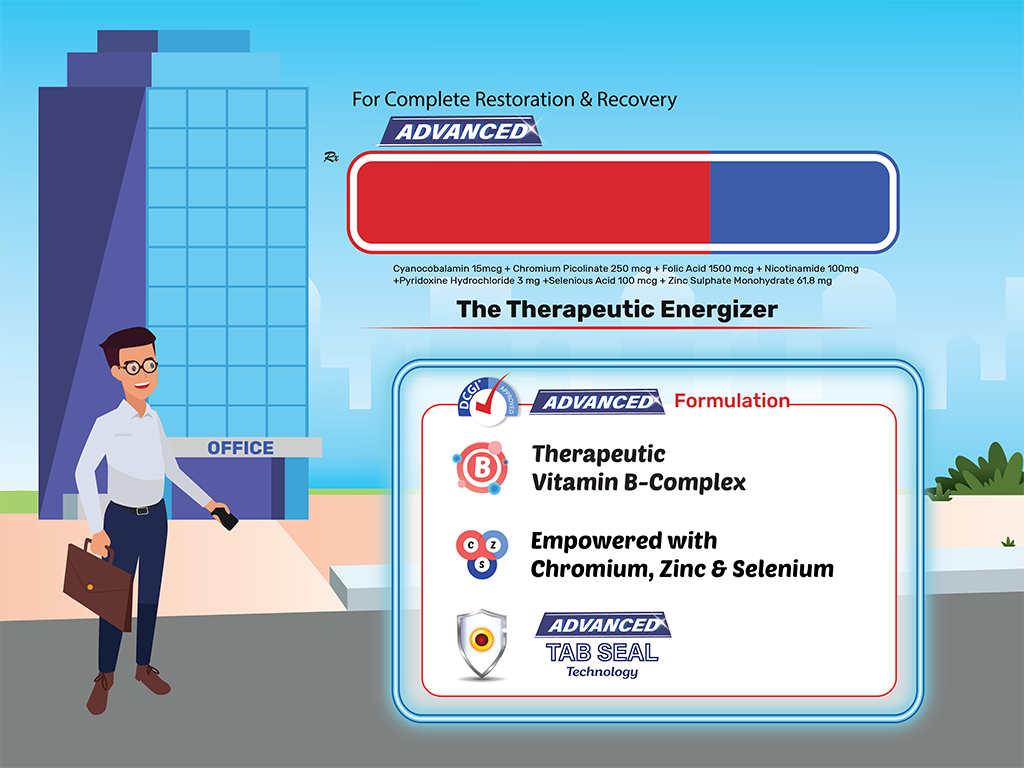 For Complete Restoration & Recovery
ADVANCED
Rx
Cyanocobalamin 15mcg + Chromium Picolinate 250 mcg + Folic Acid 1500 mcg + Nicotinamide 100mg
+Pyridoxine Hydrochloride 3 mg +Selenious Acid 100 mcg + Zinc Sulphate Monohydrate 61.8 mg
The Therapeutic Energizer
OFFICE
DCGI* APPROVED
ADVANCED Formulation
B
Therapeutic
Vitamin B-Complex
C Z
S
Empowered with
Chromium, Zinc & Selenium
ADVANCED
TAB SEAL
Technology